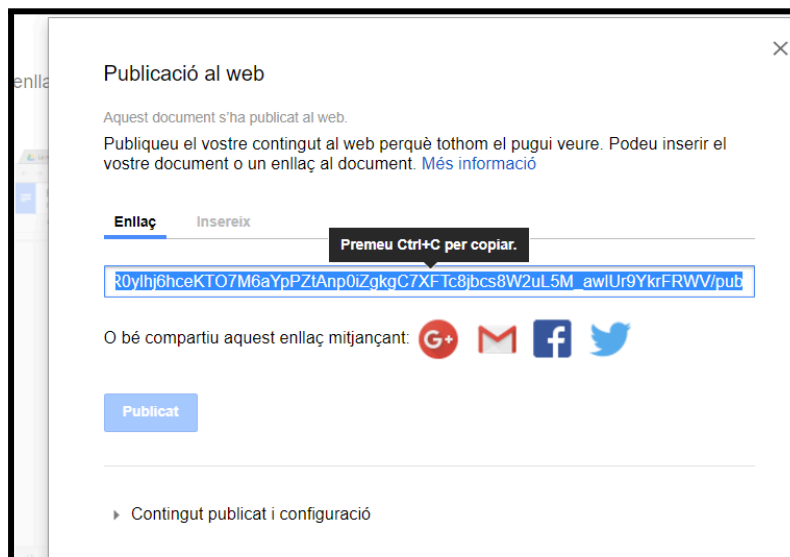 Publicació al web
enlla
Aquest document s'ha publicat al web.
Publiqueu el vostre contingut al web perquè tothom el pugui veure. Podeu inserir el
vostre document o un enllaç al document. Més informació
Enllaç Insereix
Premeu Ctrl+C per copiar.
R0ylhj6hceKTO7M6aYpPZtAnp0iZgkgC7XFTc8jbcs8W2uL5M_awlUr9YkrFRWV/pub
O bé compartiu aquest enllaç mitjançant: G+ f
Publicat
Contingut publicat i configuració